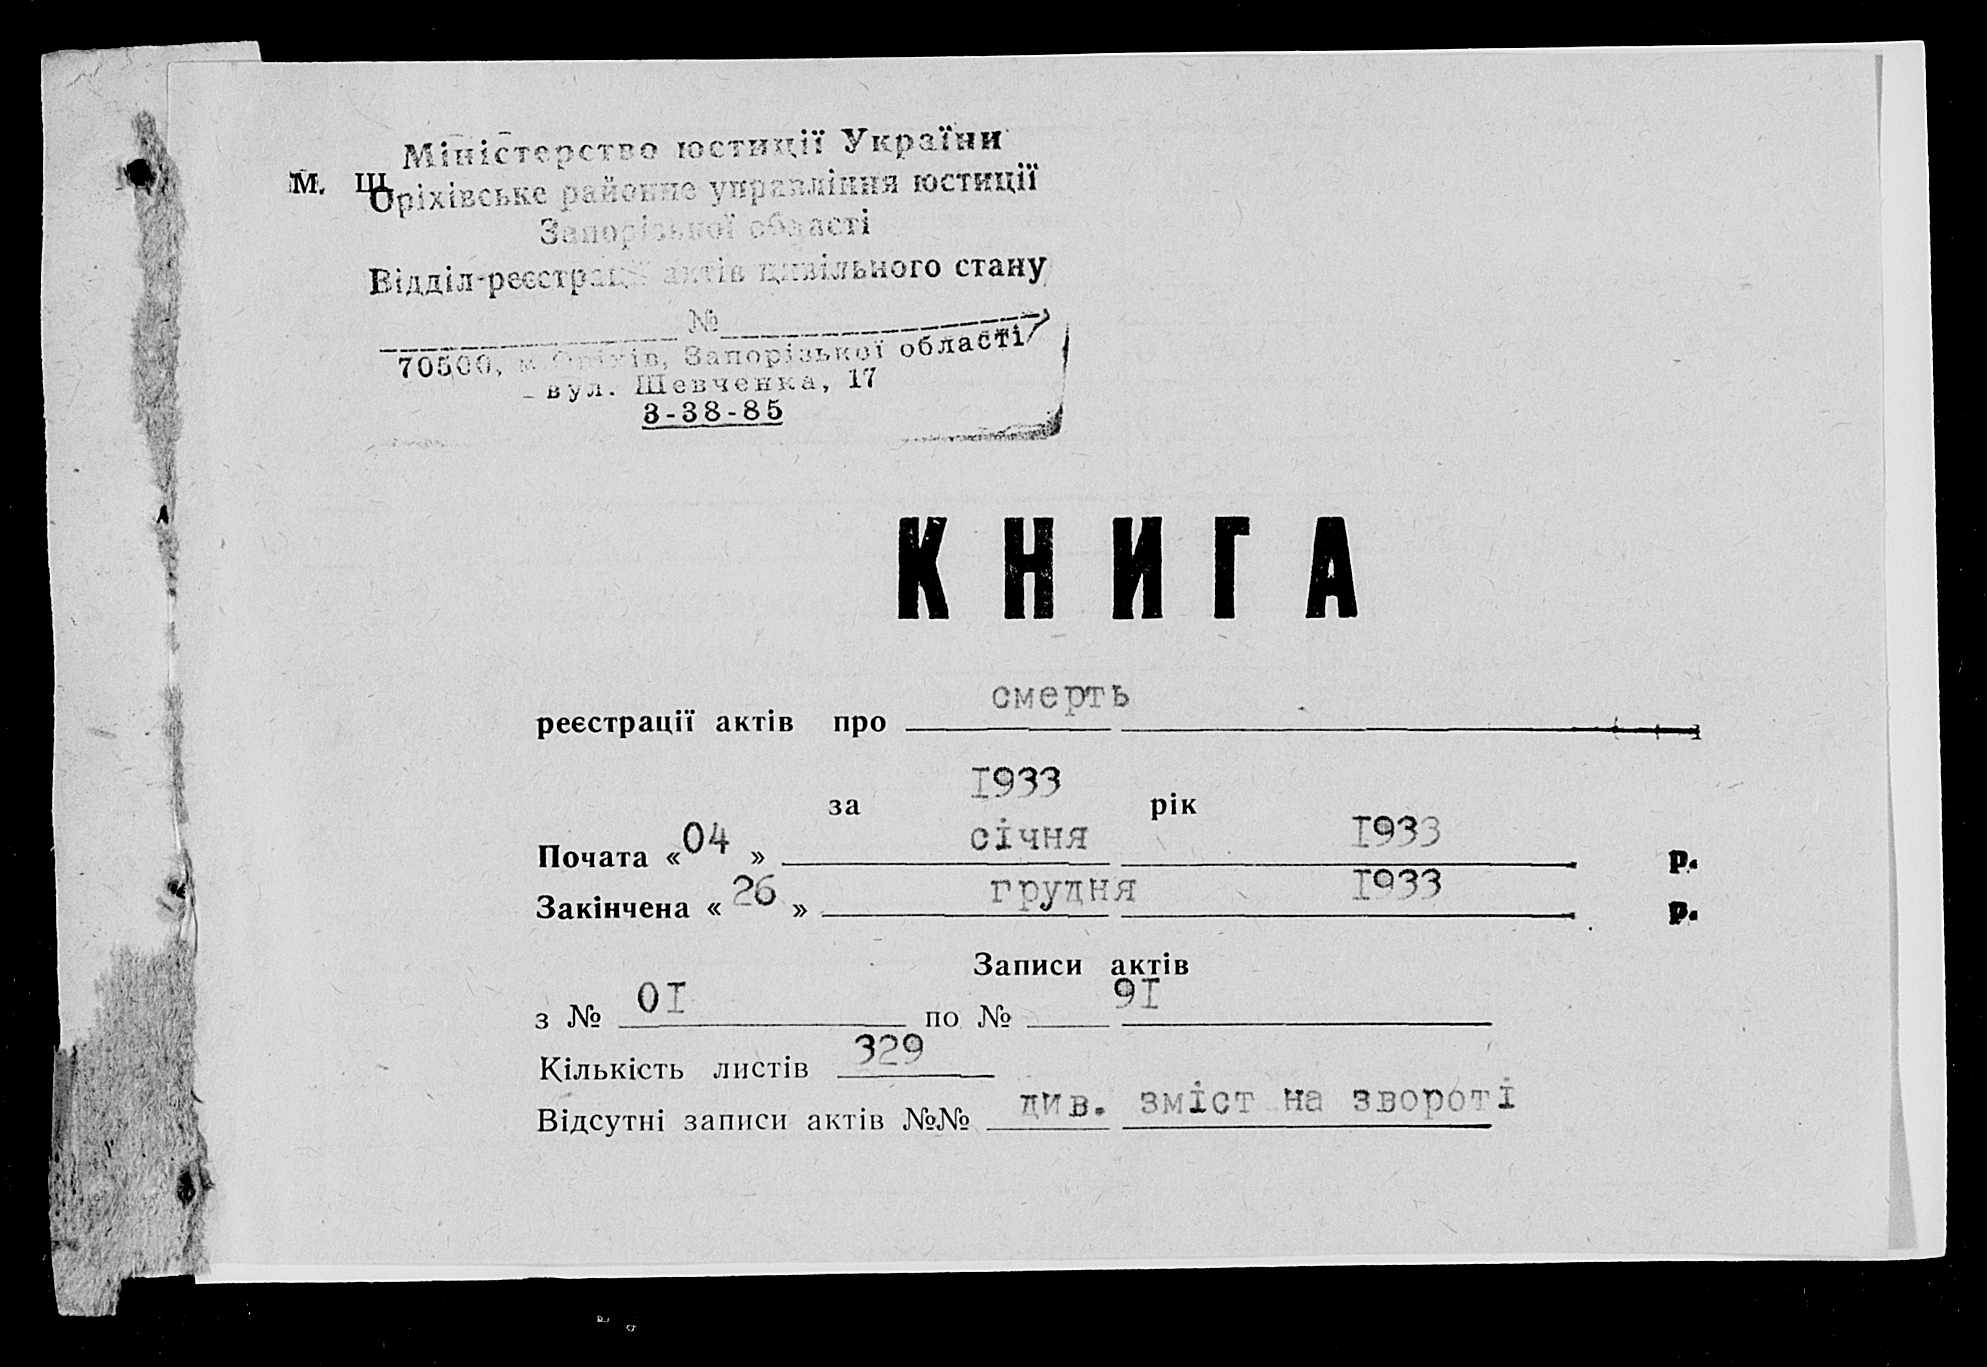 Міністерство юстиції України
М. Ш.
Оріхівське районне управління юстиції
Запорізької області
Відділ реєстрації актів цивільного стану
№
70500, м. Оріхів, Запорізької області
вул. Шевченка, 17
3-38-85
КНИГА
реєстрації актів про смерть
за 1933 рік
Почата «04» січня 1933 р.
Закінчена «26» грудня 1933 р.
Записи актів
з № 0I по № 9I
Кількість листів 329
Відсутні записи актів №№ див. зміст на звороті